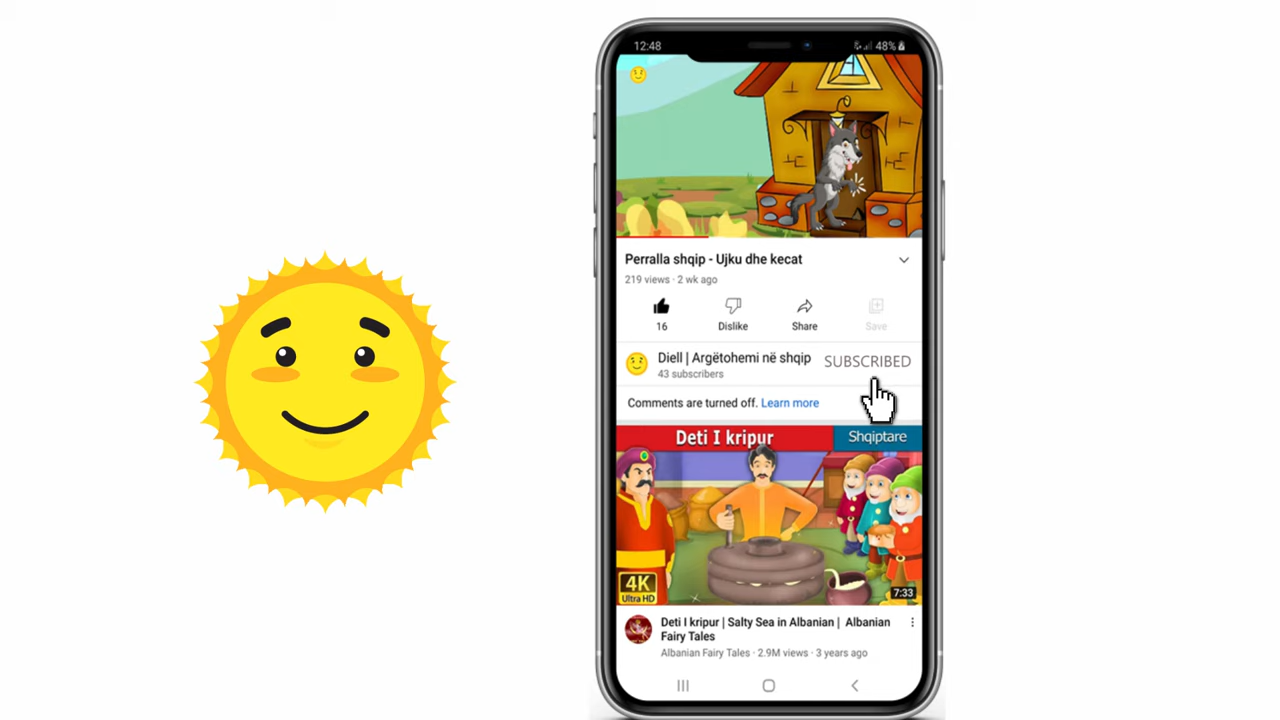 12:48
48%
Perralla shqip - Ujku dhe kecat
219 views · 2 wk ago
16
Dislike
Share
Save
Diell | Argëtohemi në shqip
SUBSCRIBED
43 subscribers
Comments are turned off. Learn more
Deti I kripur
Shqiptare
4K
Ultra HD
7:33
Deti I kripur | Salty Sea in Albanian | Albanian
Fairy Tales
Albanian Fairy Tales · 2.9M views · 3 years ago